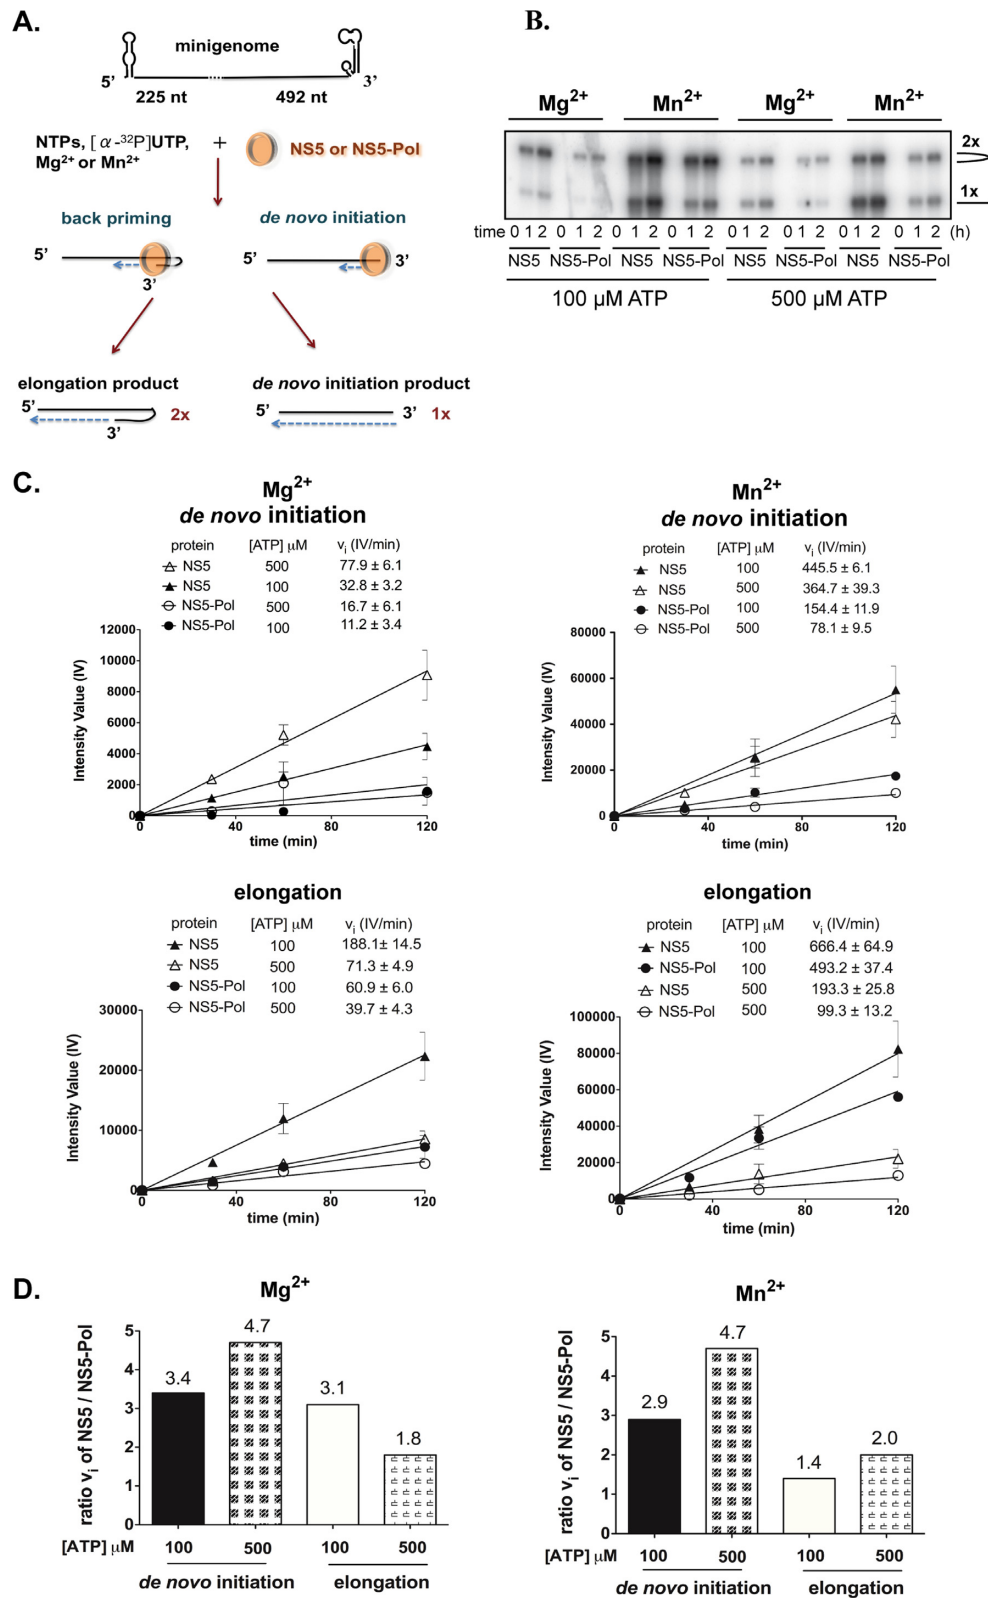 A.
minigenome
5’ 3’
225 nt 492 nt
NTPs, [α-³²P]UTP,
Mg²⁺ or Mn²⁺
+ NS5 or NS5-Pol
back priming de novo initiation
5’ 5’ 3’
3’
elongation product de novo initiation product
5’ 2x 5’ 3’ 1x
3’
B.
Mg²⁺ Mn²⁺ Mg²⁺ Mn²⁺
2x
1x
time 0 1 2 0 1 2 0 1 2 0 1 2 0 1 2 0 1 2 0 1 2 0 1 2 (h)
NS5 NS5-Pol NS5 NS5-Pol NS5 NS5-Pol NS5 NS5-Pol
100 µM ATP 500 µM ATP
C.
Mg²⁺
de novo initiation
protein [ATP] µM vᵢ (IV/min)
NS5 500 77.9 ± 6.1
NS5 100 32.8 ± 3.2
NS5-Pol 500 16.7 ± 6.1
NS5-Pol 100 11.2 ± 3.4
Intensity Value (IV)
12000
10000
8000
6000
4000
2000
0
0 40 80 120
time (min)
Mn²⁺
de novo initiation
protein [ATP] µM vᵢ (IV/min)
NS5 100 445.5 ± 6.1
NS5 500 364.7 ± 39.3
NS5-Pol 100 154.4 ± 11.9
NS5-Pol 500 78.1 ± 9.5
Intensity Value (IV)
80000
60000
40000
20000
0
0 40 80 120
time (min)
elongation
protein [ATP] µM vᵢ (IV/min)
NS5 100 188.1± 14.5
NS5 500 71.3 ± 4.9
NS5-Pol 100 60.9 ± 6.0
NS5-Pol 500 39.7 ± 4.3
Intensity Value (IV)
30000
20000
10000
0
0 40 80 120
time (min)
elongation
protein [ATP] µM vᵢ (IV/min)
NS5 100 666.4 ± 64.9
NS5-Pol 100 493.2 ± 37.4
NS5 500 193.3 ± 25.8
NS5-Pol 500 99.3 ± 13.2
Intensity Value (IV)
100000
80000
60000
40000
20000
0
0 40 80 120
time (min)
D.
Mg²⁺
ratio vᵢ of NS5 / NS5-Pol
5
4
3
2
1
0
3.4 4.7 3.1 1.8
[ATP] µM 100 500 100 500
de novo initiation elongation
Mn²⁺
ratio vᵢ of NS5 / NS5-Pol
5
4
3
2
1
0
2.9 4.7 1.4 2.0
[ATP] µM 100 500 100 500
de novo initiation elongation